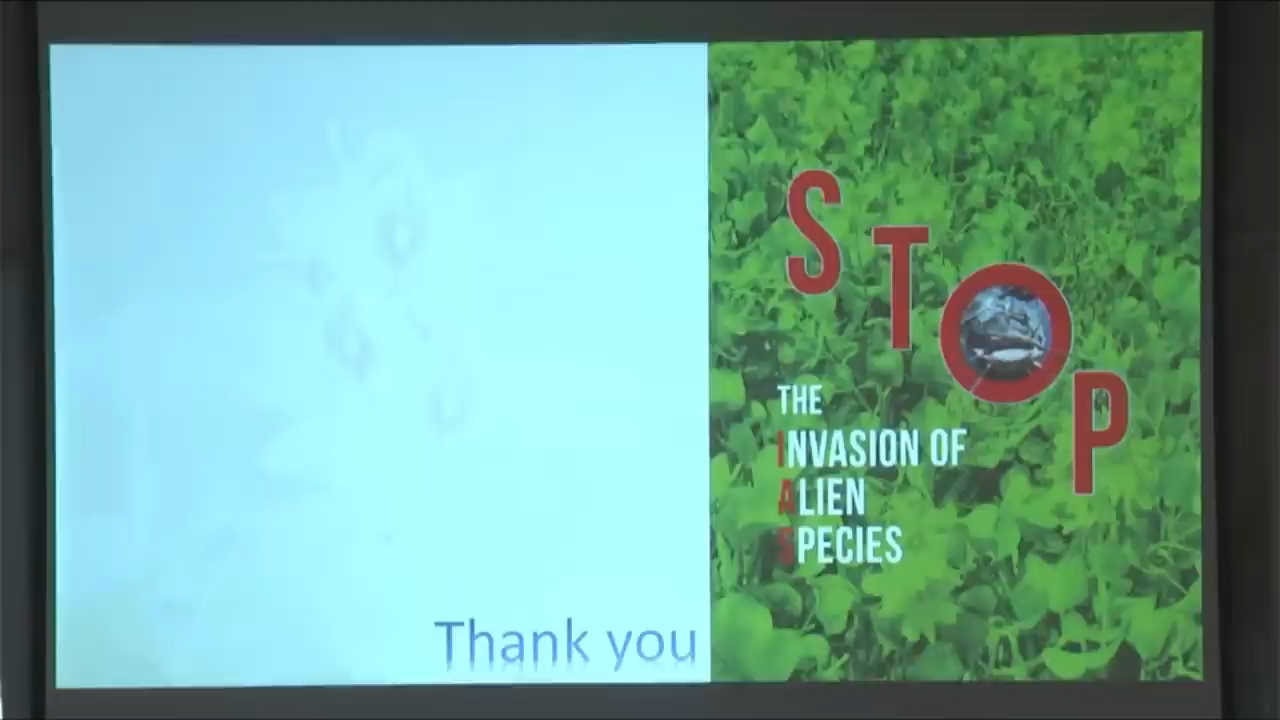 Thank you
STOP
THE
INVASION OF
ALIEN
SPECIES